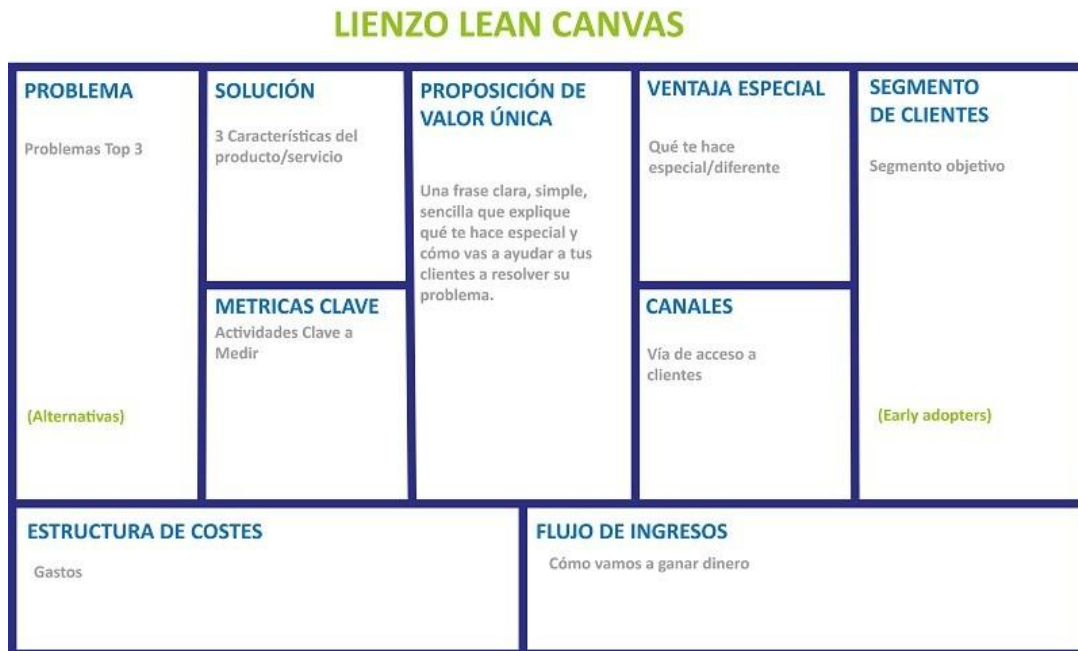 LIENZO LEAN CANVAS
PROBLEMA
Problemas Top 3
(Alternativas)
SOLUCIÓN
3 Características del
producto/servicio
METRICAS CLAVE
Actividades Clave a
Medir
PROPOSICIÓN DE
VALOR ÚNICA
Una frase clara, simple,
sencilla que explique
qué te hace especial y
cómo vas a ayudar a tus
clientes a resolver su
problema.
VENTAJA ESPECIAL
Qué te hace
especial/diferente
CANALES
Vía de acceso a
clientes
SEGMENTO
DE CLIENTES
Segmento objetivo
(Early adopters)
ESTRUCTURA DE COSTES
Gastos
FLUJO DE INGRESOS
Cómo vamos a ganar dinero